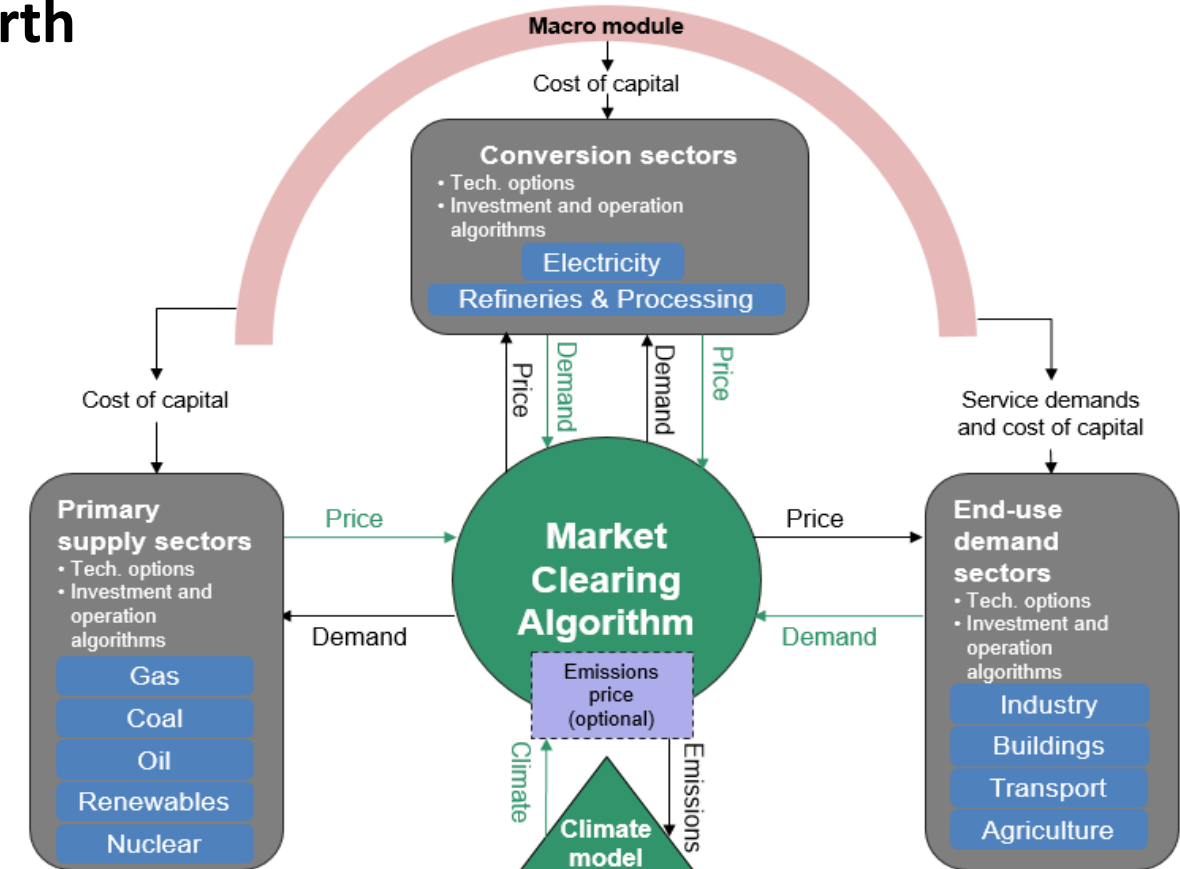 rth
Macro module
Cost of capital
Conversion sectors
• Tech. options
• Investment and operation
algorithms
Electricity
Refineries & Processing
Price
Demand
Demand
Price
Cost of capital
Service demands
and cost of capital
Primary
supply sectors
• Tech. options
• Investment and
operation
algorithms
Gas
Coal
Oil
Renewables
Nuclear
Price
Demand
Market
Clearing
Algorithm
Emissions
price
(optional)
Price
Demand
End-use
demand
sectors
• Tech. options
• Investment and
operation
algorithms
Industry
Buildings
Transport
Agriculture
Climate
Emissions
Climate
model